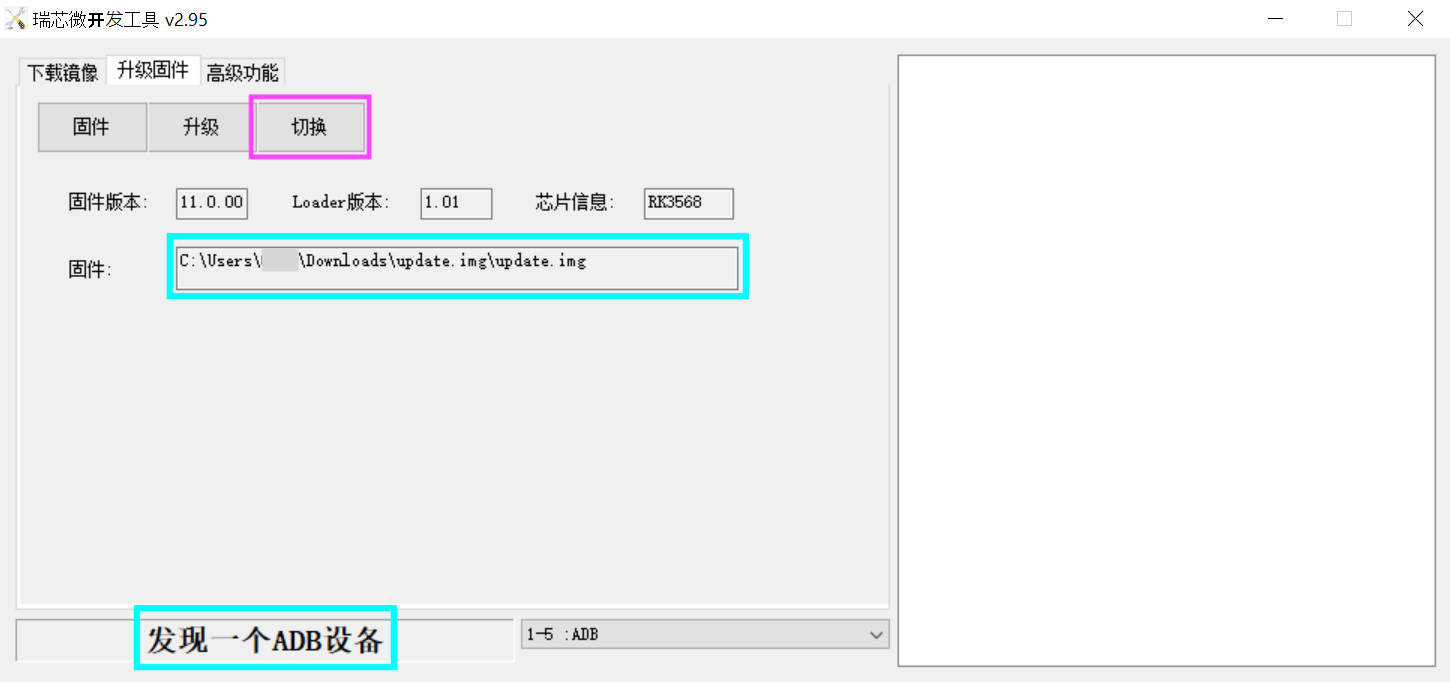 瑞芯微开发工具 v2.95
下载镜像 升级固件 高级功能
固件 升级 切换
固件版本: 11.0.00 Loader版本: 1.01 芯片信息: RK3568
固件: C:\Users\ \Downloads\update.img\update.img
发现一个ADB设备 1-5 :ADB